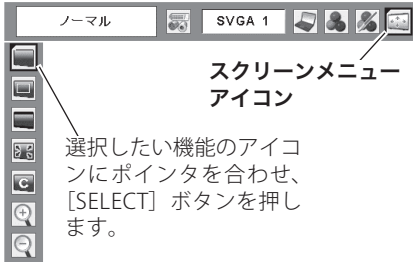 ノーマル
SVGA 1
スクリーンメニュー
アイコン
選択したい機能のアイコ
ンにポインタを合わせ、
［SELECT］ボタンを押し
ます。
C